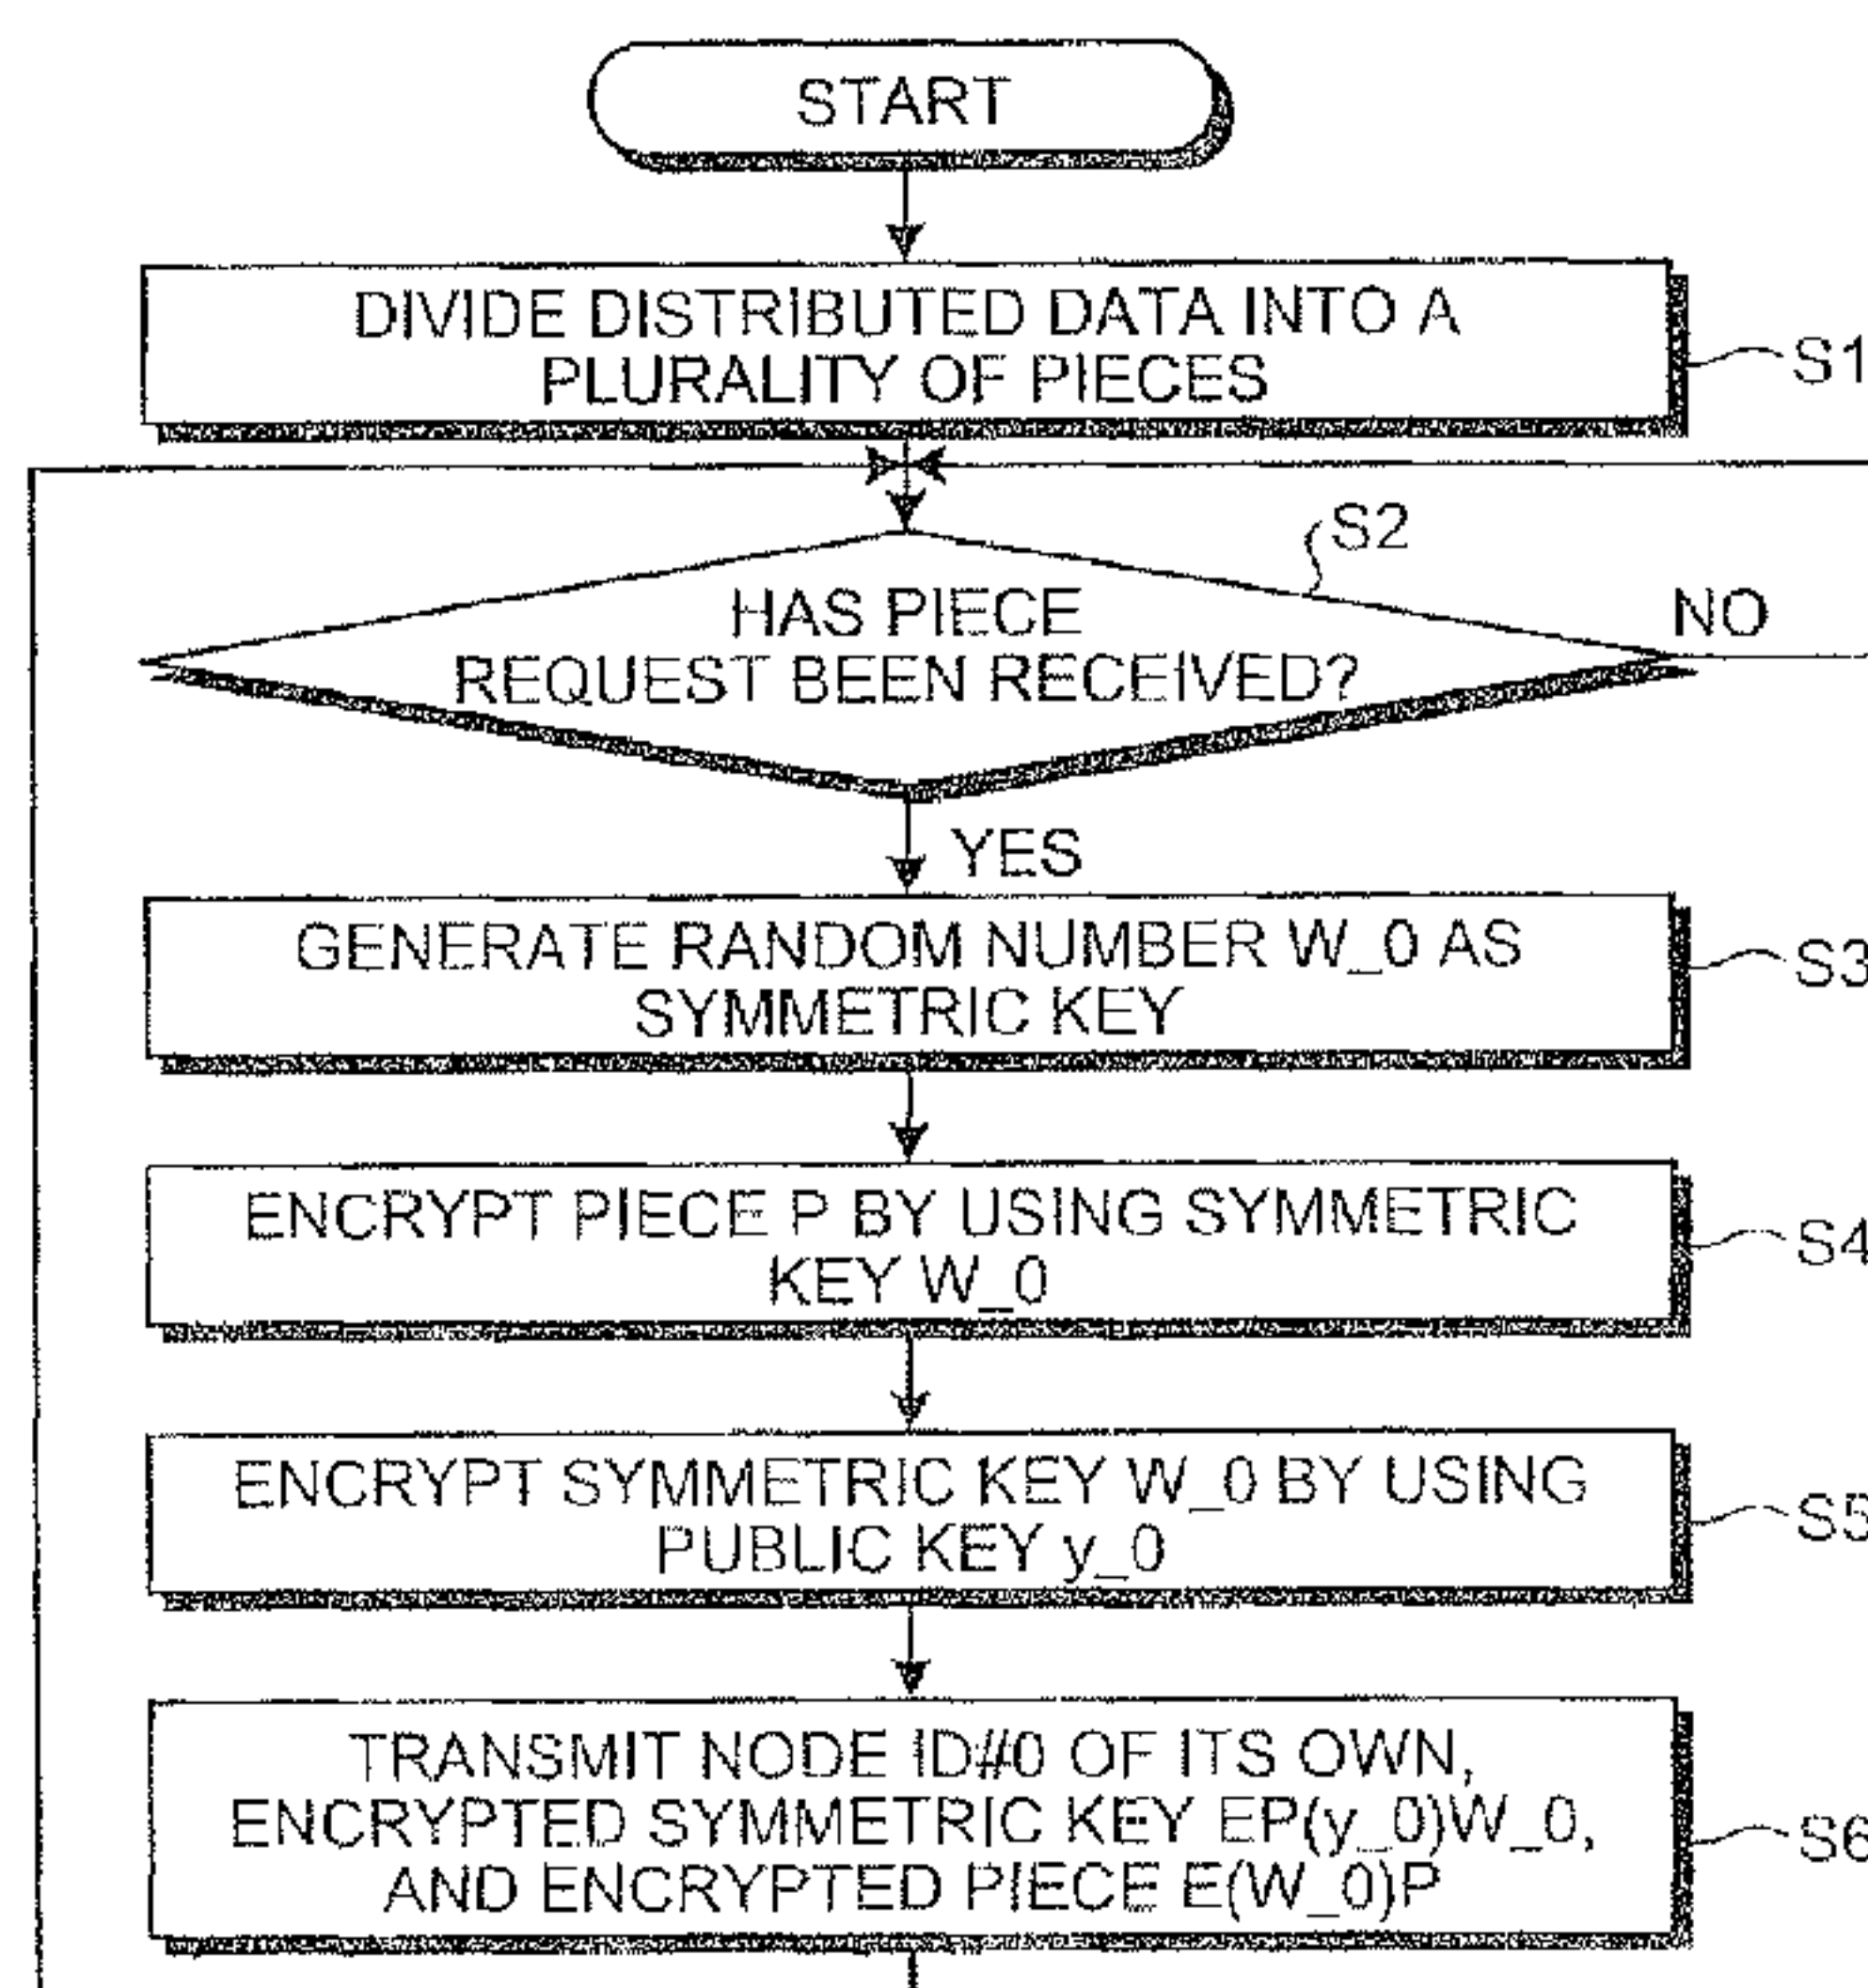 START
DIVIDE DISTRIBUTED DATA INTO A
PLURALITY OF PIECES
S1
S2
HAS PIECE
REQUEST BEEN RECEIVED?
NO
YES
GENERATE RANDOM NUMBER W_0 AS
SYMMETRIC KEY
S3
ENCRYPT PIECE P BY USING SYMMETRIC
KEY W_0
S4
ENCRYPT SYMMETRIC KEY W_0 BY USING
PUBLIC KEY y_0
S5
TRANSMIT NODE ID#0 OF ITS OWN,
ENCRYPTED SYMMETRIC KEY EP(y_0)W_0,
AND ENCRYPTED PIECE E(W_0)P
S6